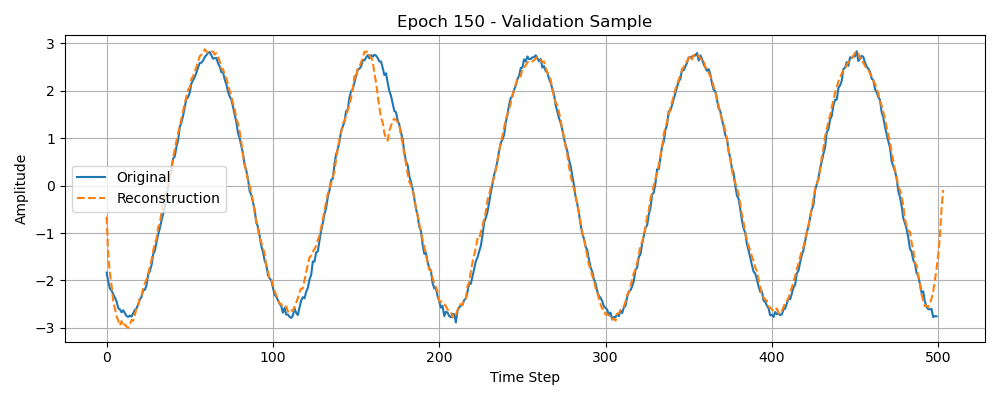 Epoch 150 - Validation Sample
3
2
1
0
−1
−2
−3
Amplitude
Original
Reconstruction
0
100
200
300
400
500
Time Step